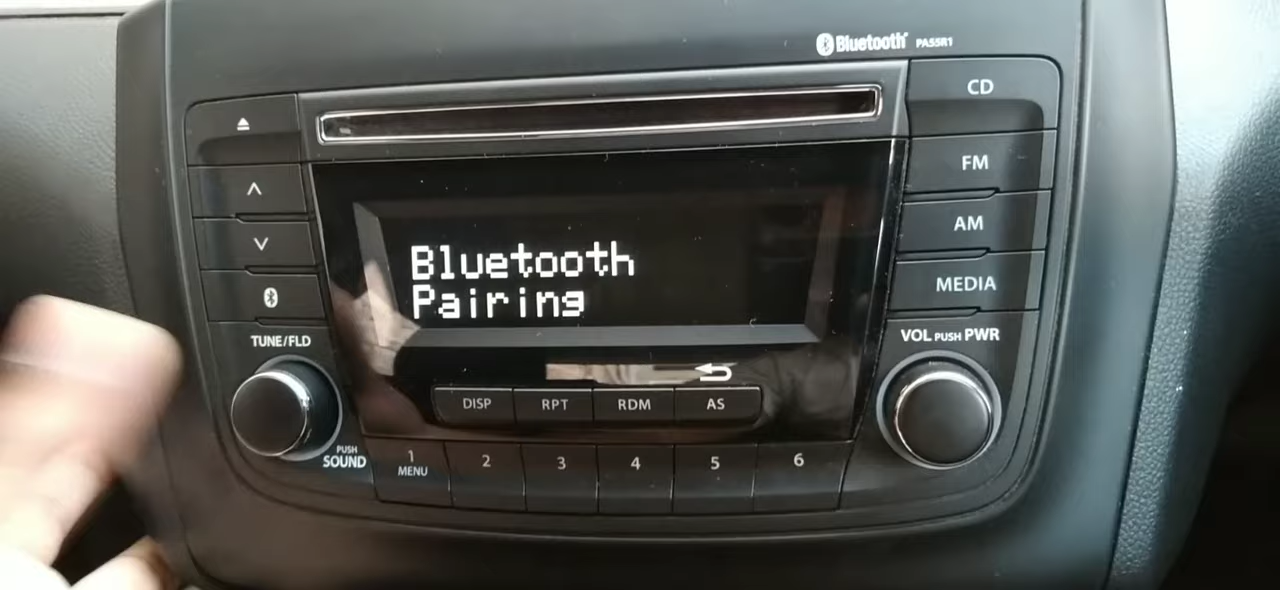 Bluetooth PA55R1
CD
FM
AM
MEDIA
Bluetooth
Pairing
TUNE/FLD
VOL PUSH PWR
DISP RPT RDM AS
PUSH
SOUND
1 2 3 4 5 6
MENU